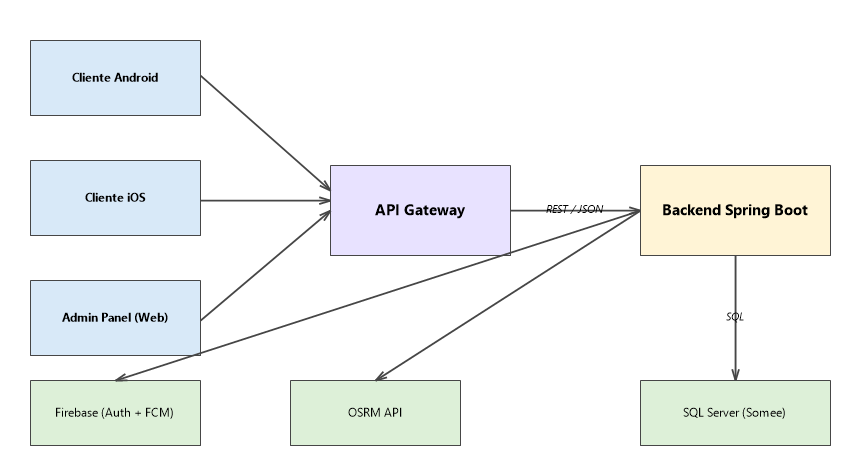 Cliente Android
Cliente iOS
API Gateway
REST / JSON
Backend Spring Boot
Admin Panel (Web)
SQL
Firebase (Auth + FCM)
OSRM API
SQL Server (Somee)